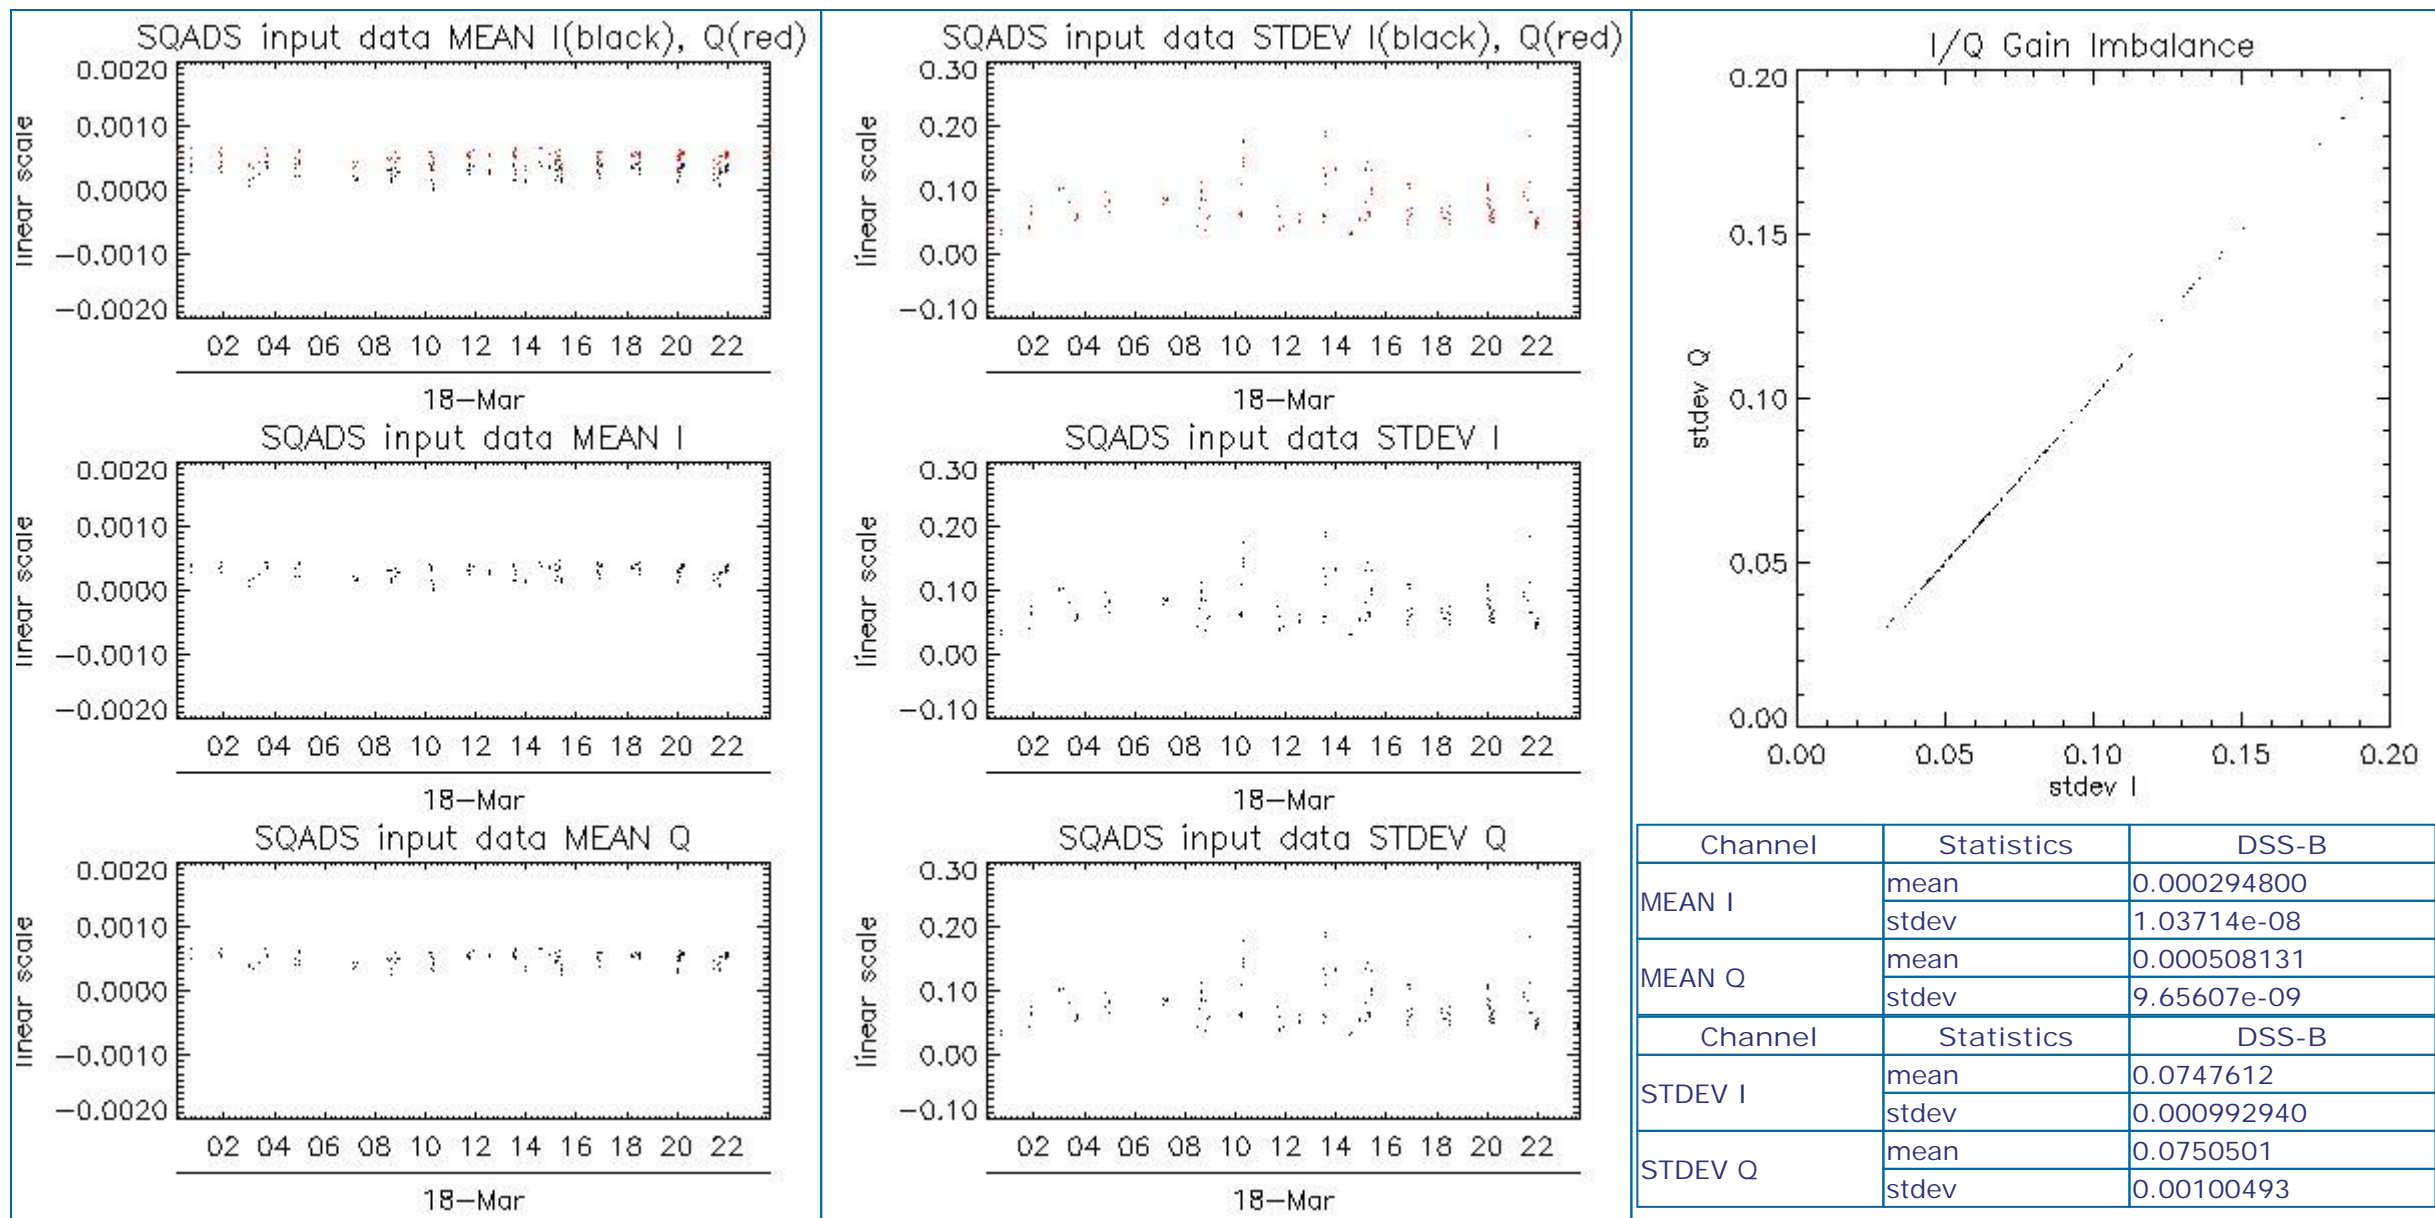 SQADS input data MEAN I(black), Q(red)
0.0020
0.0010
0.0000
-0.0010
-0.0020
linear scale
02 04 06 08 10 12 14 16 18 20 22
18-Mar
SQADS input data MEAN I
0.0020
0.0010
0.0000
-0.0010
-0.0020
linear scale
02 04 06 08 10 12 14 16 18 20 22
18-Mar
SQADS input data MEAN Q
0.0020
0.0010
0.0000
-0.0010
-0.0020
linear scale
02 04 06 08 10 12 14 16 18 20 22
18-Mar
SQADS input data STDEV I(black), Q(red)
0.30
0.20
0.10
0.00
-0.10
linear scale
02 04 06 08 10 12 14 16 18 20 22
18-Mar
SQADS input data STDEV I
0.30
0.20
0.10
0.00
-0.10
linear scale
02 04 06 08 10 12 14 16 18 20 22
18-Mar
SQADS input data STDEV Q
0.30
0.20
0.10
0.00
-0.10
linear scale
02 04 06 08 10 12 14 16 18 20 22
18-Mar
I/Q Gain Imbalance
0.20
0.15
0.10
0.05
0.00
stdev Q
0.00 0.05 0.10 0.15 0.20
stdev I
Channel Statistics DSS-B
MEAN I mean 0.000294800
stdev 1.03714e-08
MEAN Q mean 0.000508131
stdev 9.65607e-09
Channel Statistics DSS-B
STDEV I mean 0.0747612
stdev 0.000992940
STDEV Q mean 0.0750501
stdev 0.00100493